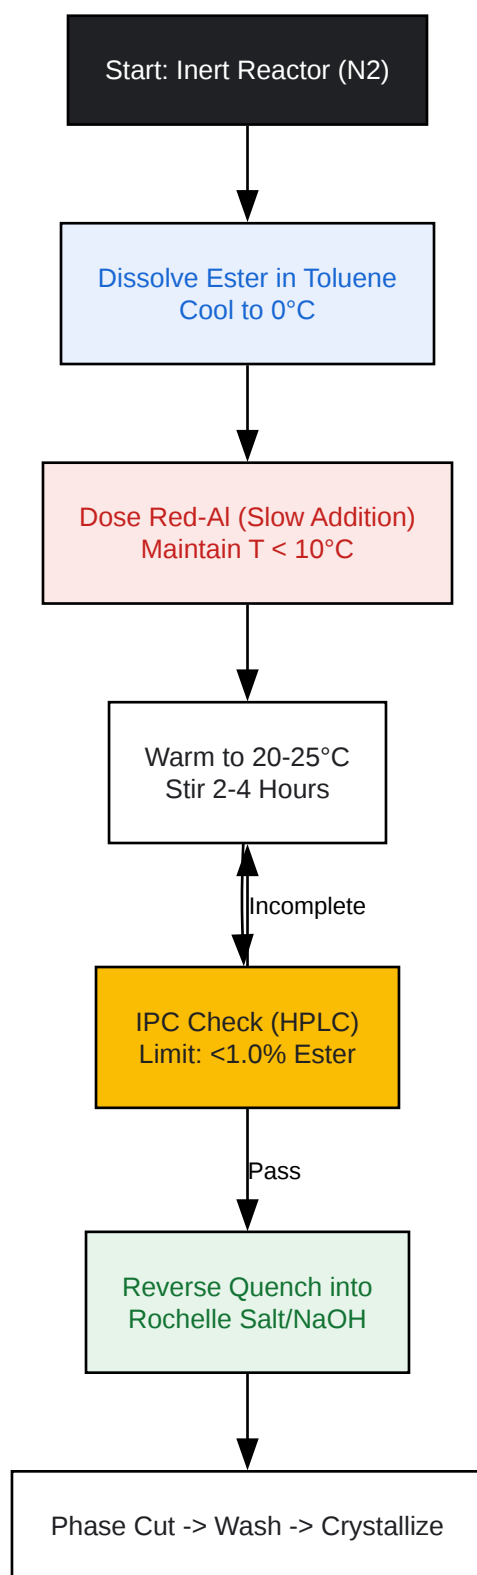 Start: Inert Reactor (N2)
Dissolve Ester in Toluene
Cool to 0°C
Dose Red-Al (Slow Addition)
Maintain T < 10°C
Warm to 20-25°C
Stir 2-4 Hours
Incomplete
IPC Check (HPLC)
Limit: <1.0% Ester
Pass
Reverse Quench into
Rochelle Salt/NaOH
Phase Cut -> Wash -> Crystallize